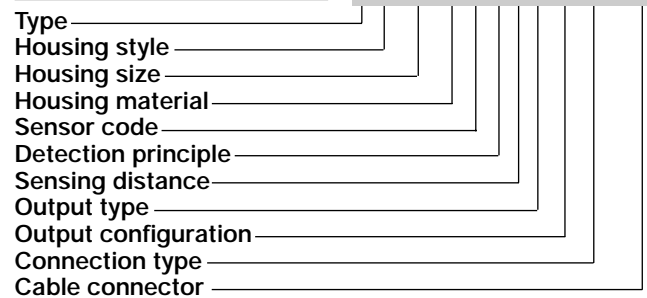 Type
Housing style
Housing size
Housing material
Sensor code
Detection principle
Sensing distance
Output type
Output configuration
Connection type
Cable connector